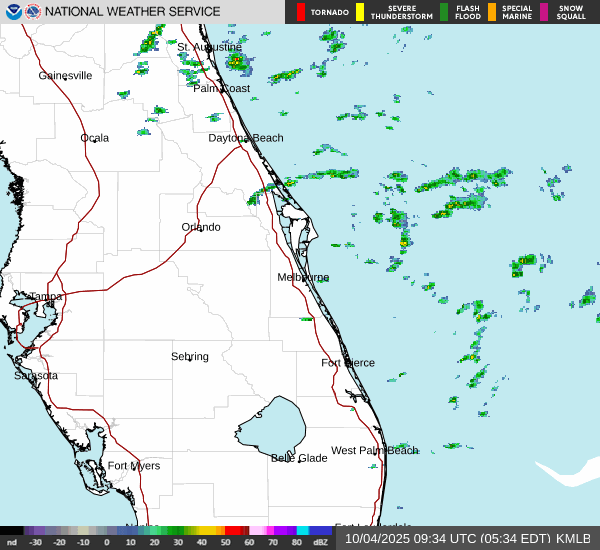 NATIONAL WEATHER SERVICE
TORNADO
SEVERE THUNDERSTORM
FLASH FLOOD
SPECIAL MARINE
SNOW SQUALL
St. Augustine
Gainesville
Palm Coast
Ocala
Daytona Beach
Orlando
Melbourne
Tampa
Sebring
Fort Pierce
Sarasota
West Palm Beach
Belle Glade
Fort Myers
nd -30 -20 -10 0 10 20 30 40 50 60 70 80 dBZ
10/04/2025 09:34 UTC (05:34 EDT) KMLB